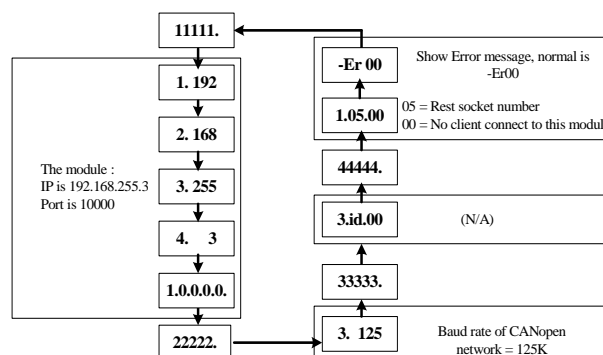 11111.
1. 192
2. 168
3. 255
4. 3
1.0.0.0.0.
22222.
The module :
IP is 192.168.255.3
Port is 10000
3. 125
Baud rate of CANopen
network = 125K
33333.
3.id.00
(N/A)
44444.
1.05.00
05 = Rest socket number
00 = No client connect to this modul
-Er 00
Show Error message, normal is
-Er00